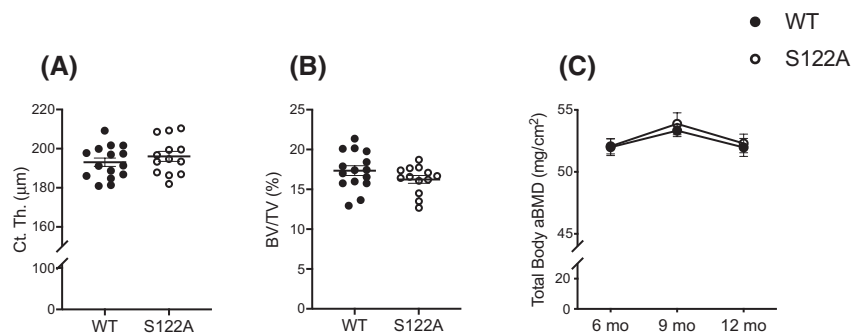 WT
S122A
(A)
(B)
(C)
Ct. Th. (μm)
220
200
180
160
100
0
WT S122A
BV/TV (%)
25
20
15
10
5
0
WT S122A
Total Body aBMD (mg/cm²)
55
50
45
20
0
6 mo 9 mo 12 mo